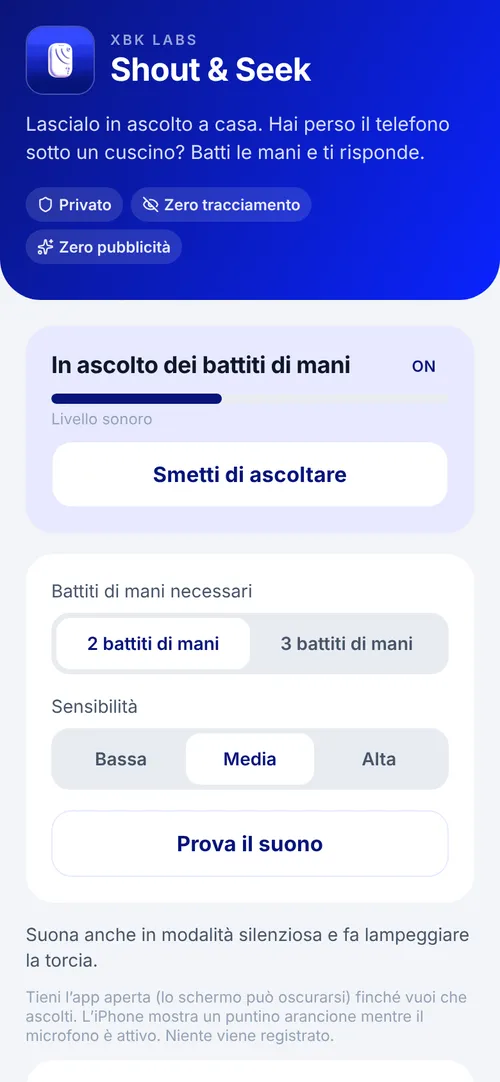 XBK LABS
Shout & Seek
Lascialo in ascolto a casa. Hai perso il telefono
sotto un cuscino? Batti le mani e ti risponde.
Privato
Zero tracciamento
Zero pubblicità
In ascolto dei battiti di mani
ON
Livello sonoro
Smetti di ascoltare
Battiti di mani necessari
2 battiti di mani
3 battiti di mani
Sensibilità
Bassa
Media
Alta
Prova il suono
Suona anche in modalità silenziosa e fa lampeggiare
la torcia.
Tieni l’app aperta (lo schermo può oscurarsi) finché vuoi che
ascolti. L’iPhone mostra un puntino arancione mentre il
microfono è attivo. Niente viene registrato.